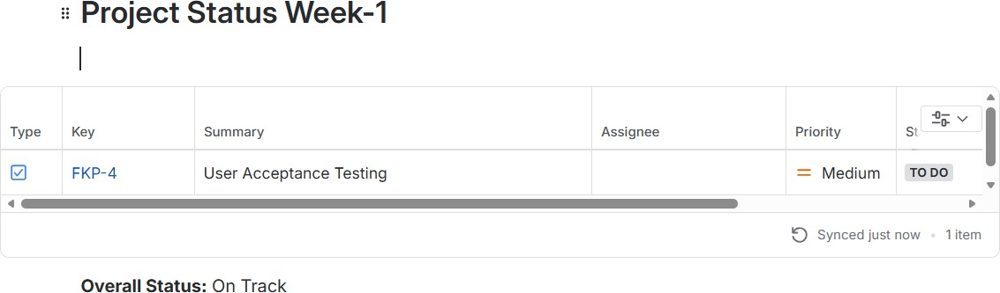 Project Status Week-1
Type Key Summary Assignee Priority St
FKP-4 User Acceptance Testing Medium TO DO
Synced just now • 1 item
Overall Status: On Track